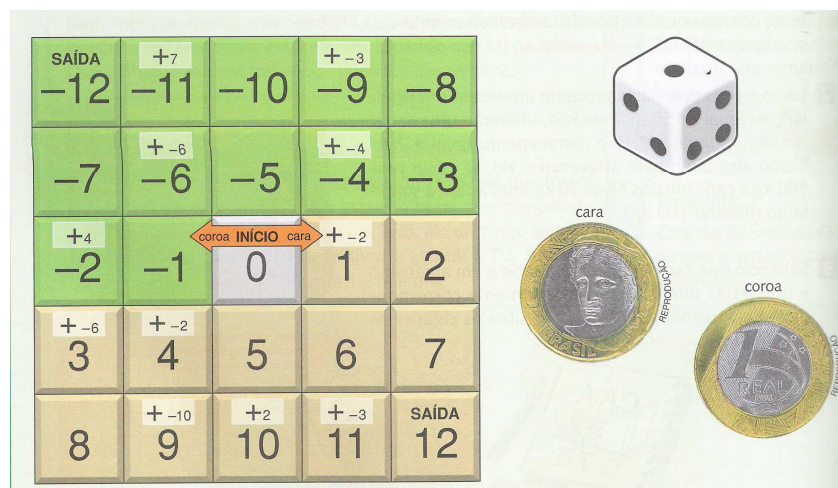 SAÍDA +7 + -3
-12 -11 -10 -9 -8
+ -6 + -4
-7 -6 -5 -4 -3
+4 coroa INÍCIO cara + -2
-2 -1 0 1 2
+ -6 + -2
3 4 5 6 7
+ -10 +2 + -3 SAÍDA
8 9 10 11 12
cara
BRASIL
REPRODUÇÃO
coroa
1
REAL
REPRODUÇÃO